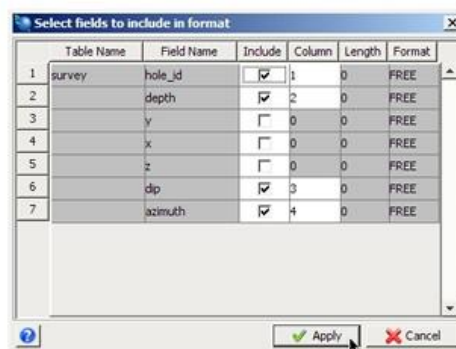 Select fields to include in format
Table Name Field Name Include Column Length Format
1 survey hole_id 1 0 FREE
2 depth 2 0 FREE
3 y 0 0 FREE
4 x 0 0 FREE
5 z 0 0 FREE
6 dip 3 0 FREE
7 azimuth 4 0 FREE
Apply Cancel